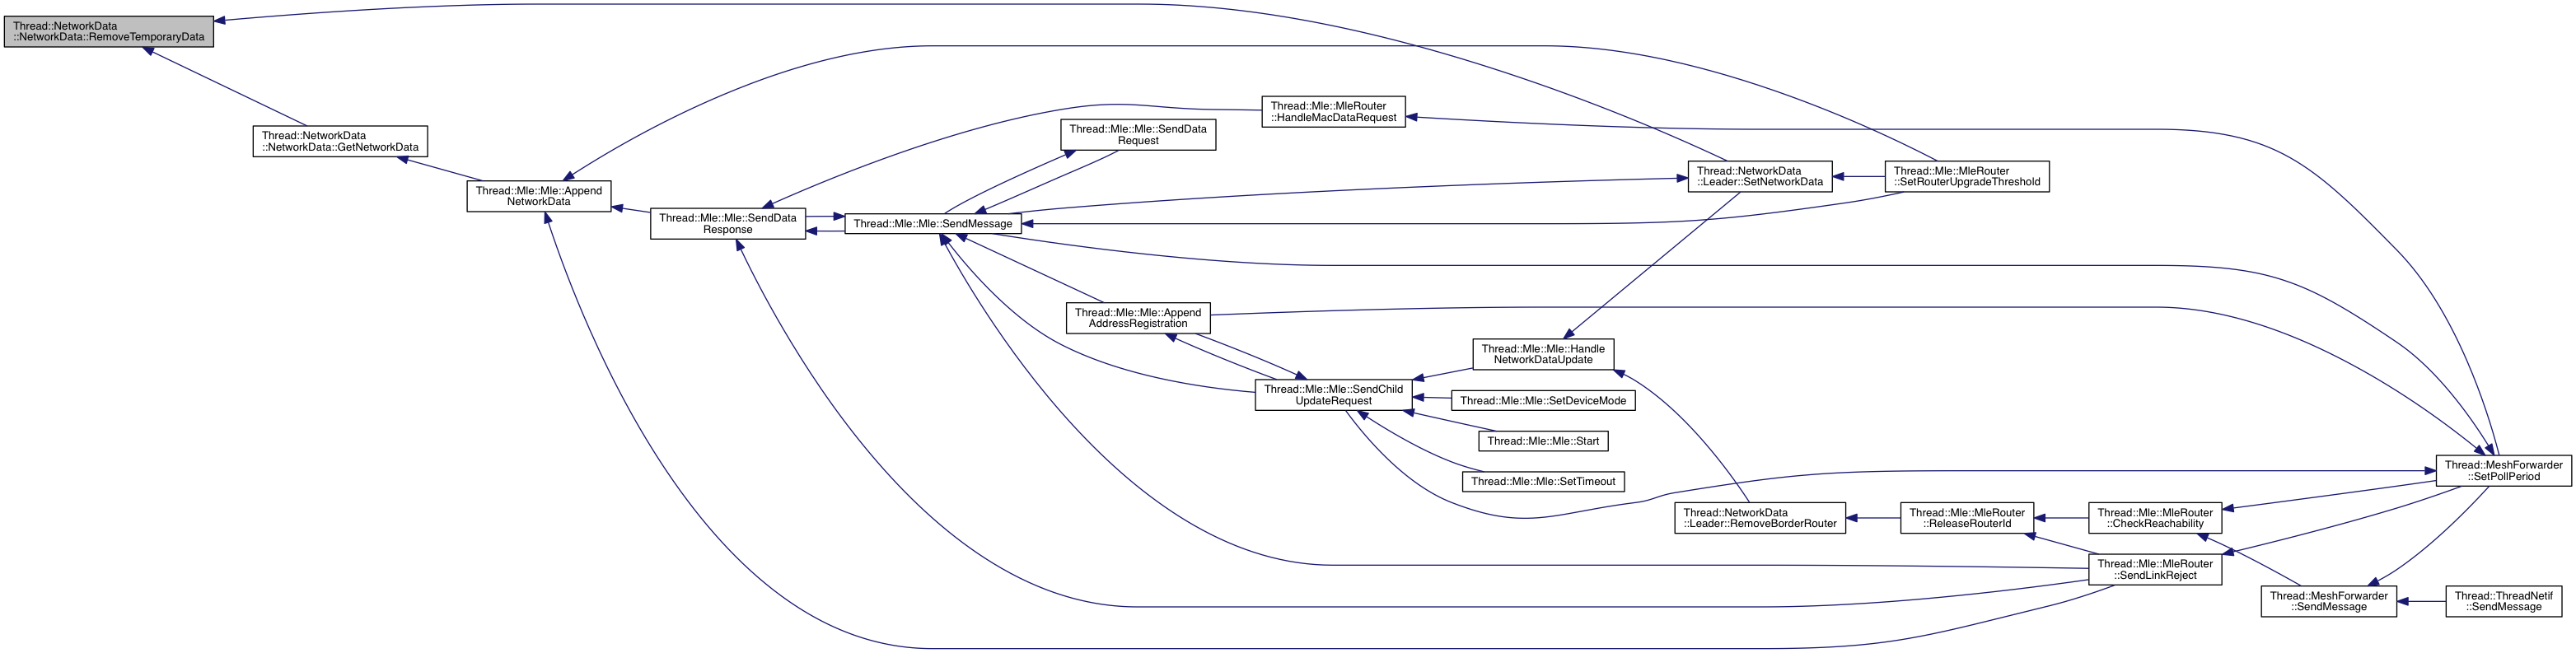 Thread::NetworkData
::NetworkData::RemoveTemporaryData
Thread::NetworkData
::NetworkData::GetNetworkData
Thread::Mle::Mle::Append
NetworkData
Thread::Mle::Mle::SendData
Response
Thread::Mle::MleRouter
::HandleMacDataRequest
Thread::Mle::Mle::SendData
Request
Thread::Mle::Mle::SendMessage
Thread::NetworkData
::Leader::SetNetworkData
Thread::Mle::MleRouter
::SetRouterUpgradeThreshold
Thread::Mle::Mle::Append
AddressRegistration
Thread::Mle::Mle::SendChild
UpdateRequest
Thread::Mle::Mle::Handle
NetworkDataUpdate
Thread::Mle::Mle::SetDeviceMode
Thread::Mle::Mle::Start
Thread::Mle::Mle::SetTimeout
Thread::NetworkData
::Leader::RemoveBorderRouter
Thread::Mle::MleRouter
::ReleaseRouterId
Thread::Mle::MleRouter
::CheckReachability
Thread::Mle::MleRouter
::SendLinkReject
Thread::MeshForwarder
::SetPollPeriod
Thread::MeshForwarder
::SendMessage
Thread::ThreadNetif
::SendMessage